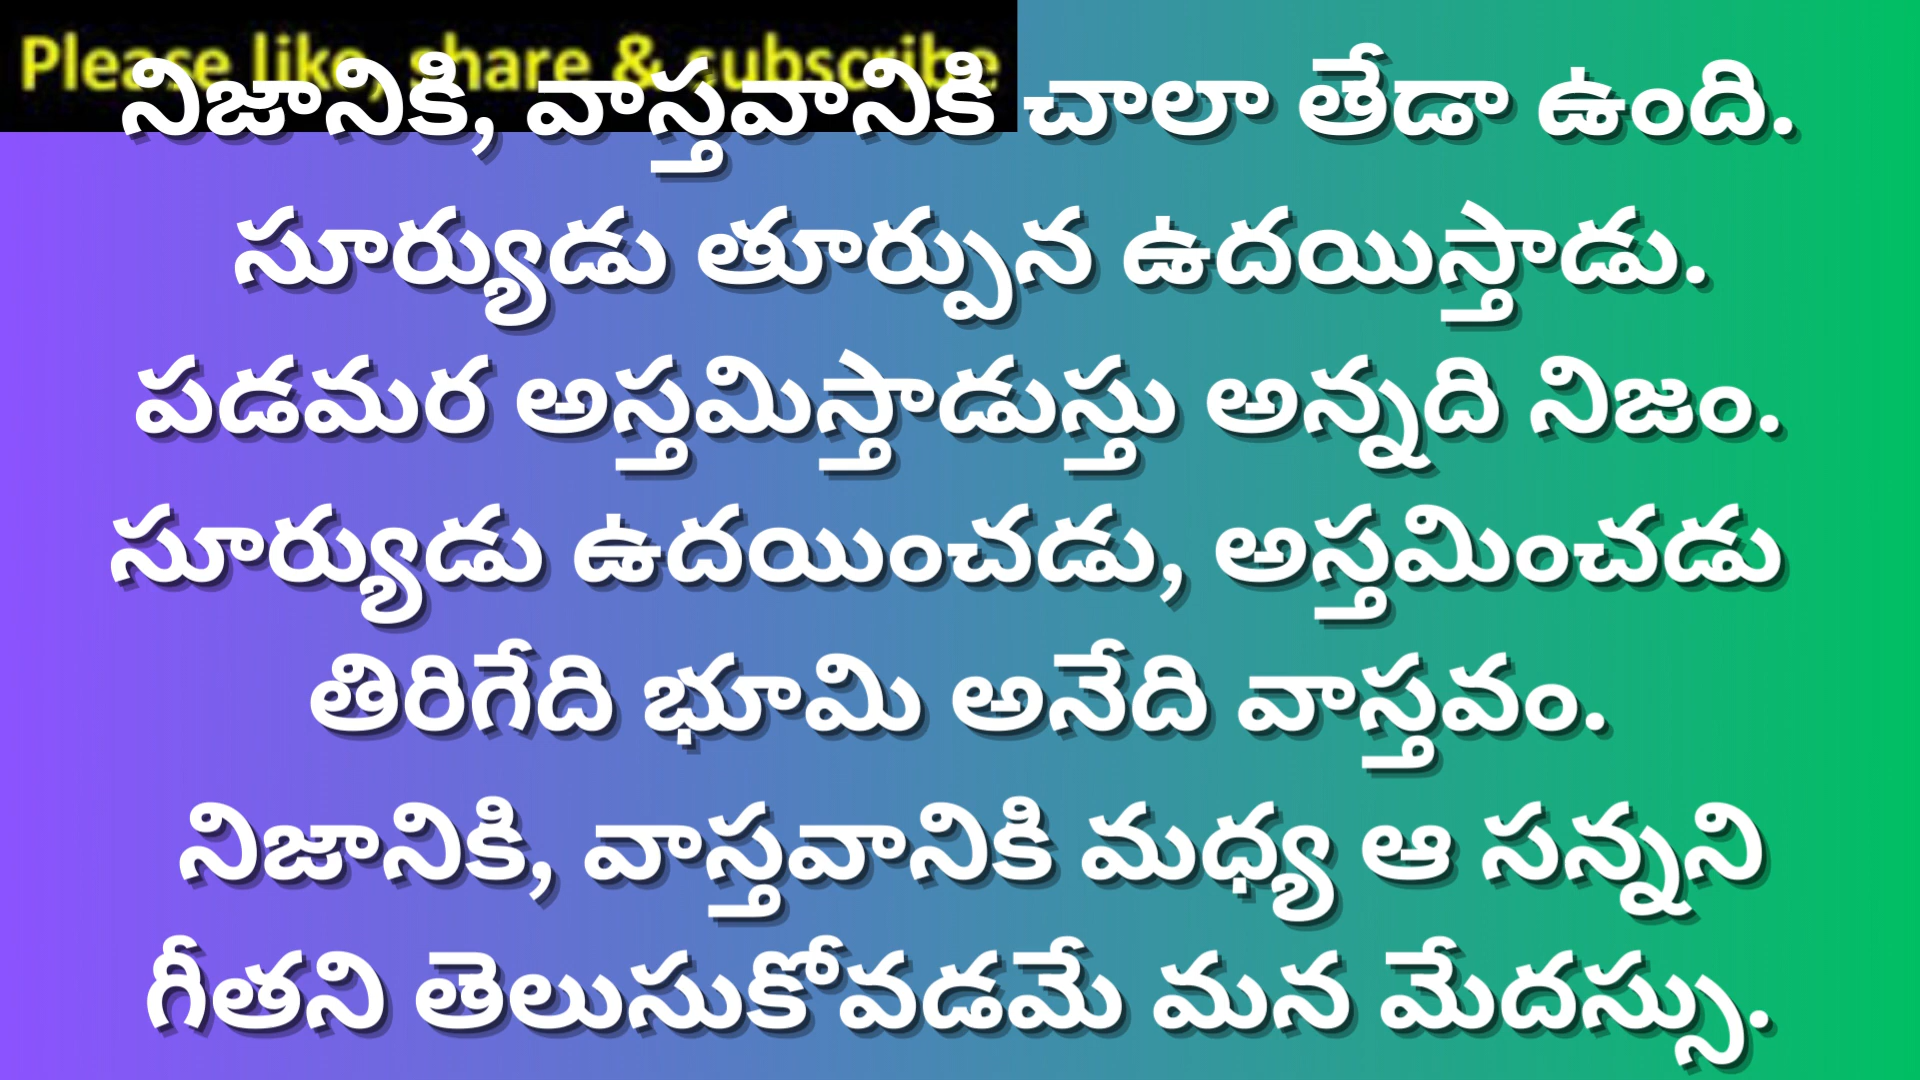 Please like, share & subscribe
నిజానికి, వాస్తవానికి చాలా తేడా ఉంది.
సూర్యుడు తూర్పున ఉదయిస్తాడు.
పడమర అస్తమిస్తాడుస్తు అన్నది నిజం.
సూర్యుడు ఉదయించడు, అస్తమించడు
తిరిగేది భూమి అనేది వాస్తవం.
నిజానికి, వాస్తవానికి మధ్య ఆ సన్నని
గీతని తెలుసుకోవడమే మన మేదస్సు.